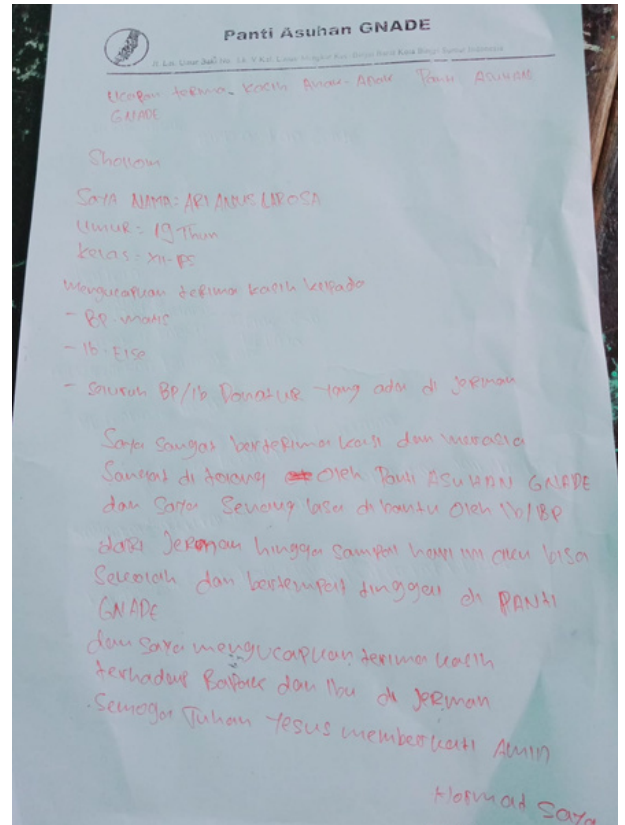 Panti Asuhan GNADE
Ucapan terima kasih Anak-Anak Panti ASUHAN
GNADE
Shallom
SAYA NAMA: ARI ANUS LAROSA
UMUR = 19 Thun
Kelas = XII-IPS
Mengucapkan terima kasih kepada
- BP. Mans
- Ib. Else
- Seluruh BP/Ib Donatur yang ada di Jerman
Saya sangat berterima kasi dan merasa
Sangat di tolong oleh Panti ASUHAN GNADE
dan Saya Senang bisa di bantu Oleh Ib/BP
dari Jerman hingga sampai hari ini aku bisa
Sekolah dan bertempat tinggal di PANTI
GNADE
dan Saya mengucapkan terima kasih
terhadap Bapak dan Ibu di Jerman
. Semoga Tuhan Yesus memberkati Amin
Hormat Saya